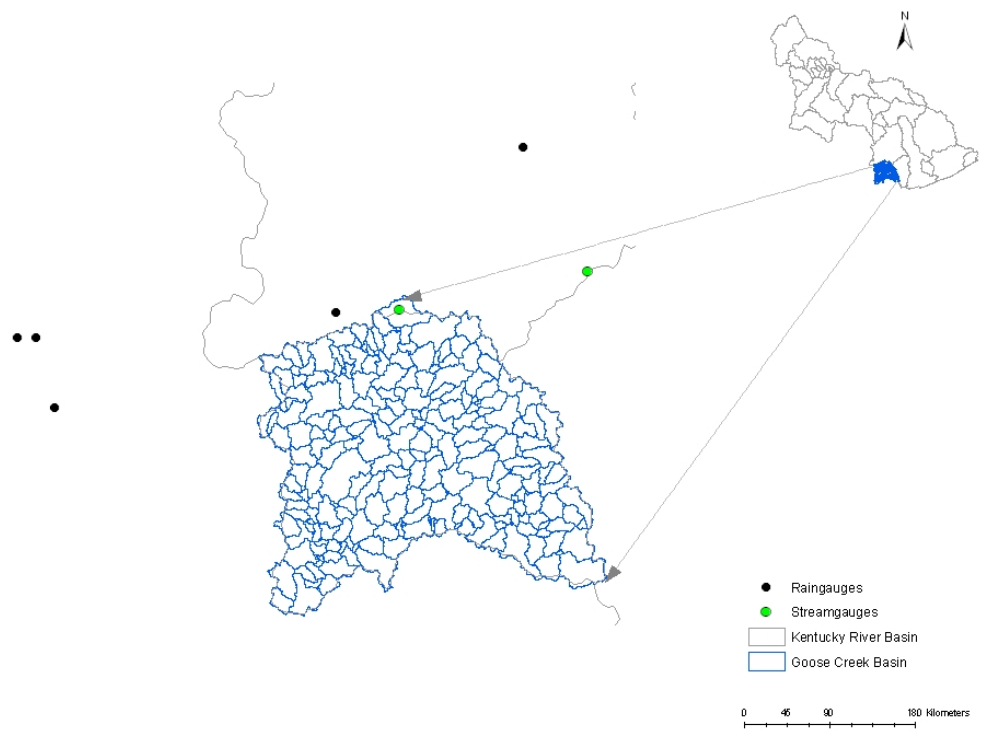 N
Raingauges
Streamgauges
Kentucky River Basin
Goose Creek Basin
0 45 90 180 Kilometers